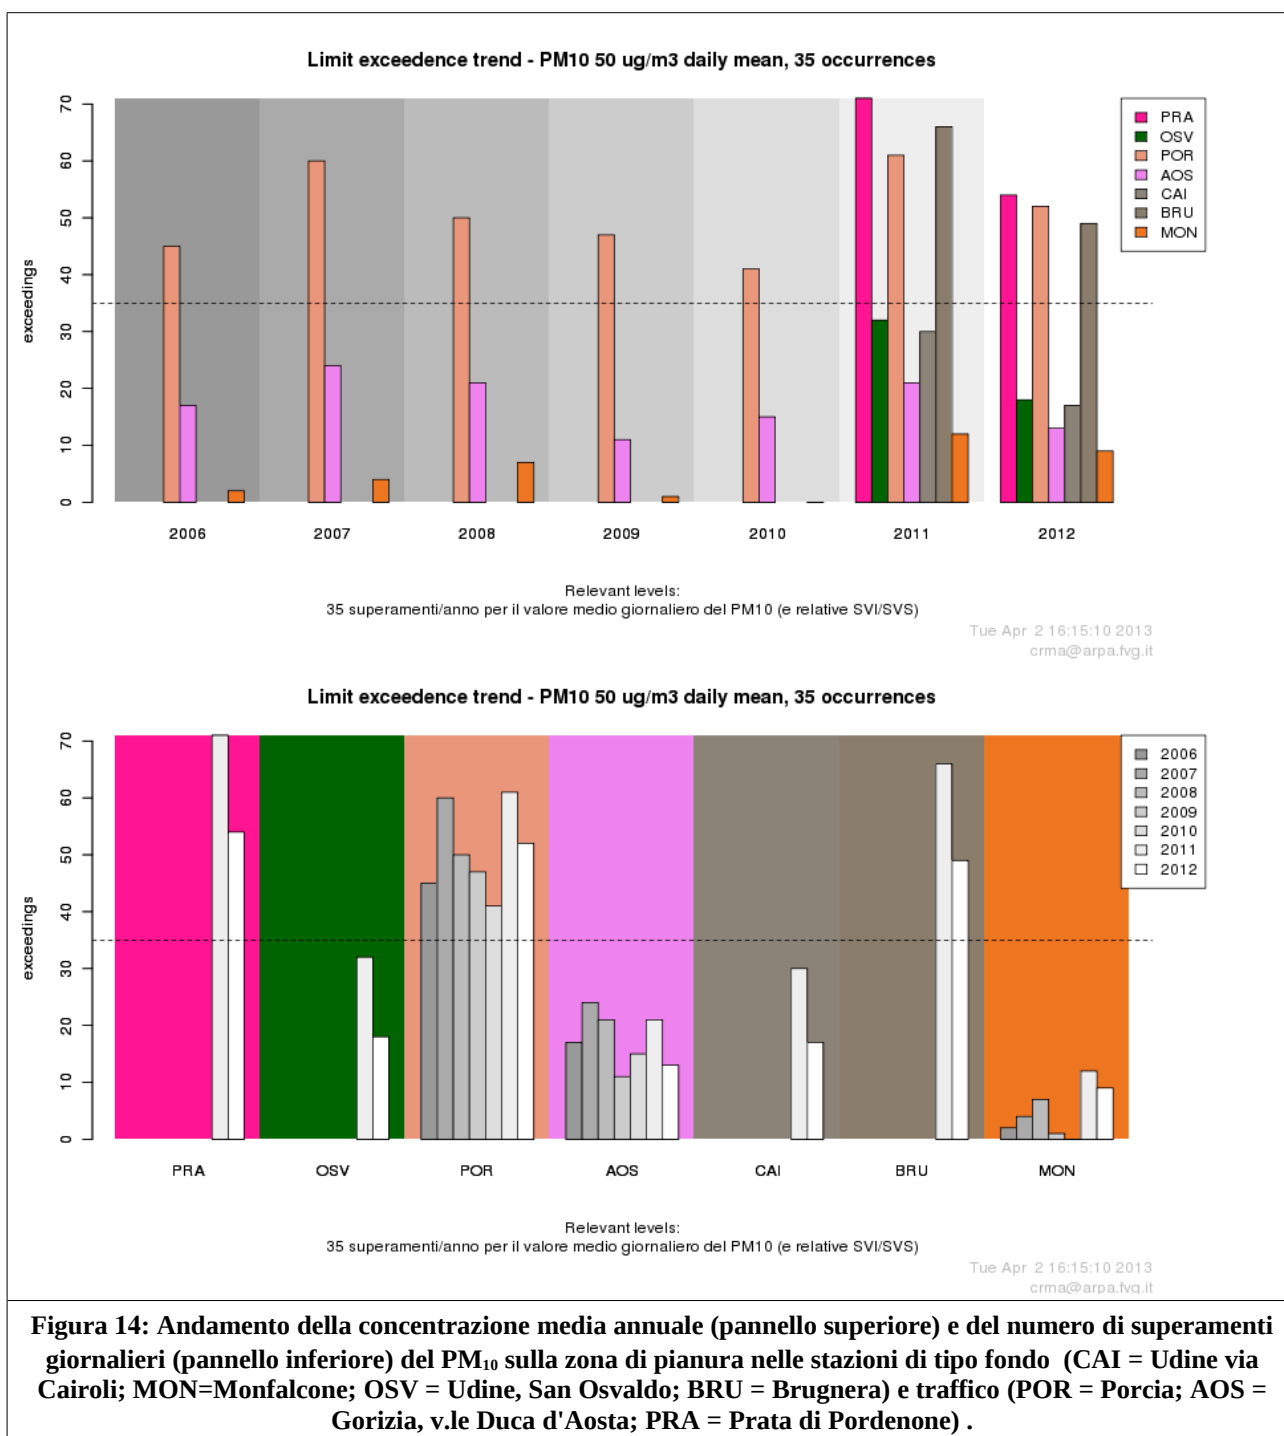 Limit exceedence trend - PM10 50 ug/m3 daily mean, 35 occurrences
70
60
50
40
30
20
10
0
exceedings
PRA
OSV
POR
AOS
CAI
BRU
MON
2006 2007 2008 2009 2010 2011 2012
Relevant levels:
35 superamenti/anno per il valore medio giornaliero del PM10 (e relative SVI/SVS)
Tue Apr 2 16:15:10 2013
crma@arpa.fvg.it
Limit exceedence trend - PM10 50 ug/m3 daily mean, 35 occurrences
70
60
50
40
30
20
10
0
exceedings
2006
2007
2008
2009
2010
2011
2012
PRA OSV POR AOS CAI BRU MON
Relevant levels:
35 superamenti/anno per il valore medio giornaliero del PM10 (e relative SVI/SVS)
Tue Apr 2 16:15:10 2013
crma@arpa.fvg.it
Figura 14: Andamento della concentrazione media annuale (pannello superiore) e del numero di superamenti
giornalieri (pannello inferiore) del PM₁₀ sulla zona di pianura nelle stazioni di tipo fondo (CAI = Udine via
Cairoli; MON=Monfalcone; OSV = Udine, San Osvaldo; BRU = Brugnera) e traffico (POR = Porcia; AOS =
Gorizia, v.le Duca d'Aosta; PRA = Prata di Pordenone) .